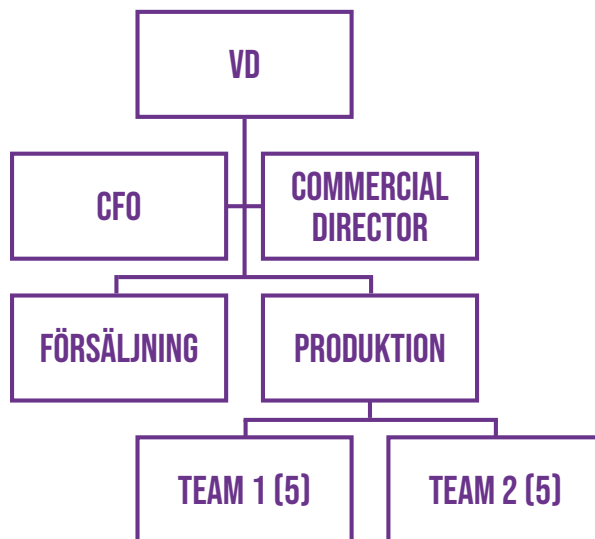 VD
CFO
COMMERCIAL
DIRECTOR
FÖRSÄLJNING
PRODUKTION
TEAM 1 (5)
TEAM 2 (5)